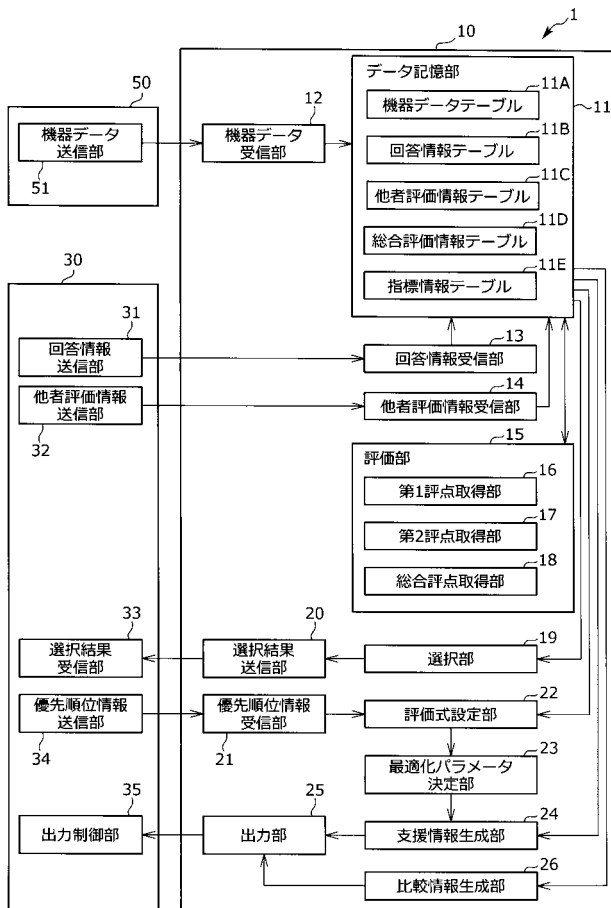 1
10
データ記憶部
11
11A
機器データテーブル
11B
回答情報テーブル
11C
他者評価情報テーブル
11D
総合評価情報テーブル
11E
指標情報テーブル
50
機器データ
送信部
51
12
機器データ
受信部
30
31
回答情報
送信部
13
回答情報受信部
他者評価情報
送信部
32
14
他者評価情報受信部
15
評価部
16
第1評点取得部
17
第2評点取得部
18
総合評点取得部
33
選択結果
受信部
20
選択結果
送信部
19
選択部
優先順位情報
送信部
34
優先順位情報
受信部
21
22
評価式設定部
23
最適化パラメータ
決定部
35
出力制御部
25
出力部
24
支援情報生成部
26
比較情報生成部